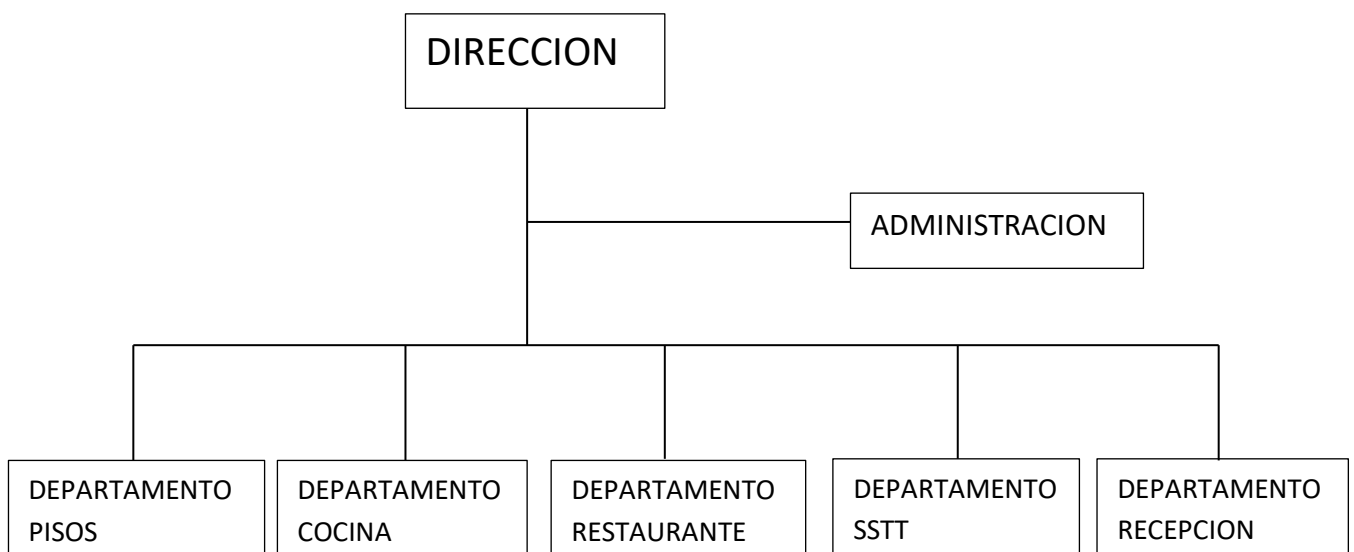 DIRECCION
ADMINISTRACION
DEPARTAMENTO
PISOS
DEPARTAMENTO
COCINA
DEPARTAMENTO
RESTAURANTE
DEPARTAMENTO
SSTT
DEPARTAMENTO
RECEPCION